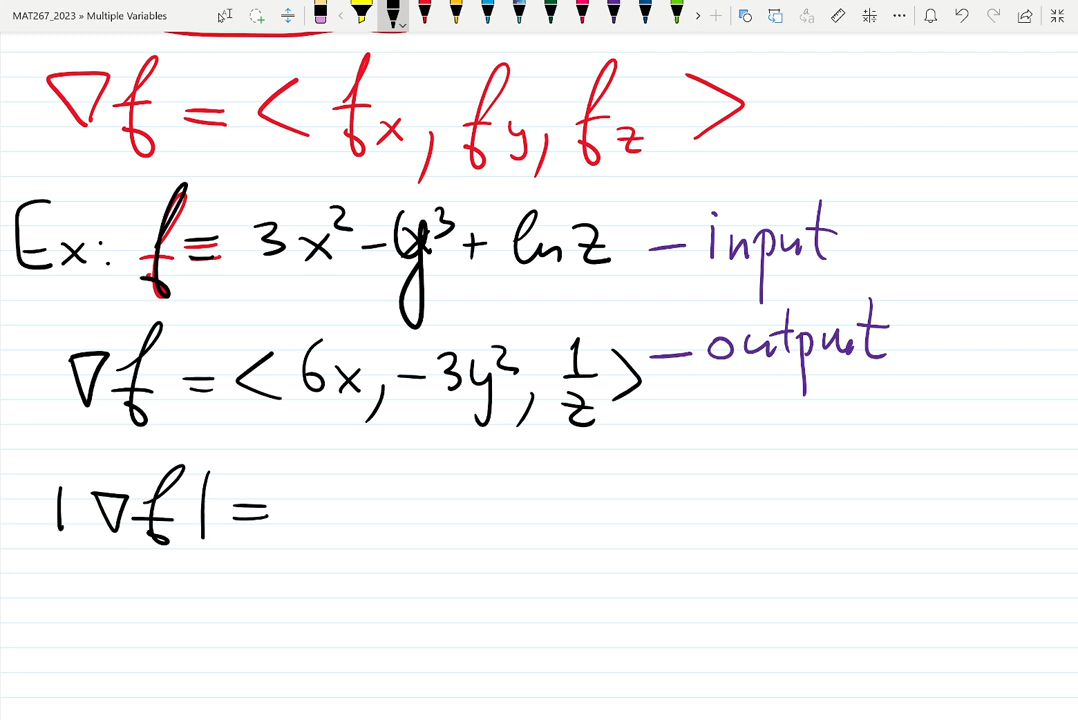 MAT267_2023 » Multiple Variables
∇f = < fx, fy, fz >
Ex: f = 3x² - y³ + ln z - input
∇f = < 6x, -3y², 1/z > - output
|∇f| =